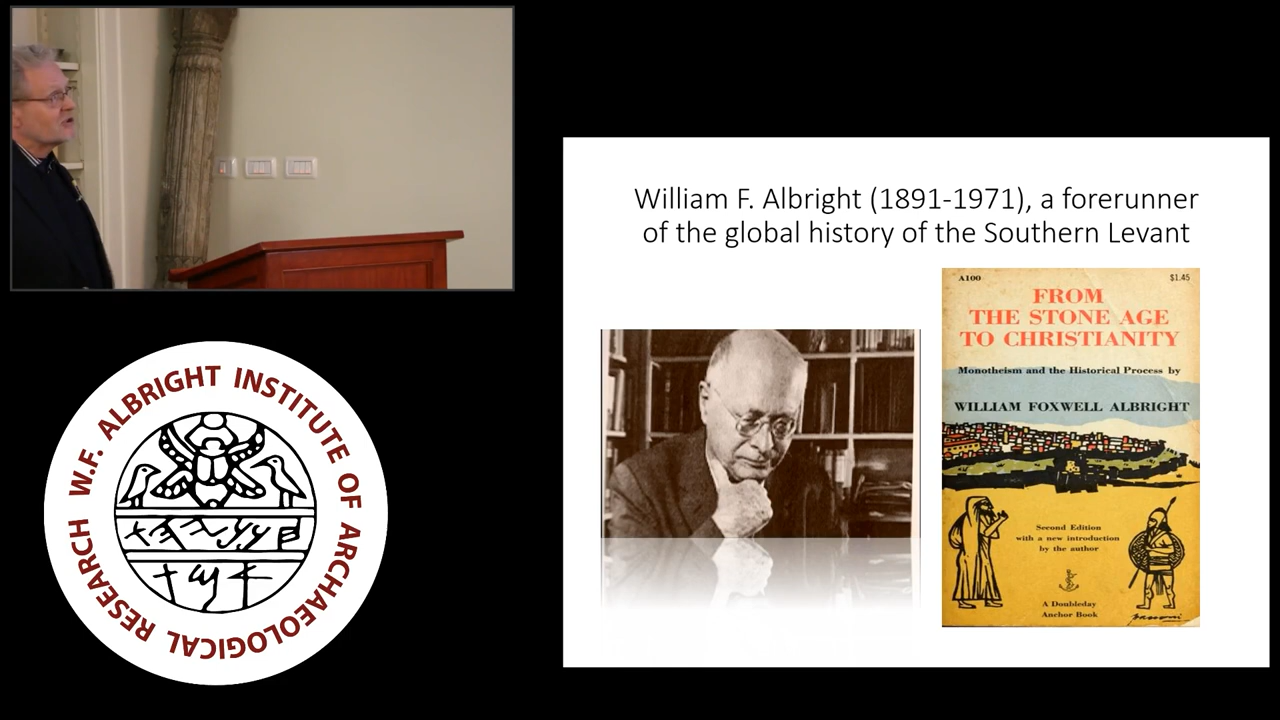 William F. Albright (1891-1971), a forerunner
of the global history of the Southern Levant
A100
$1.45
FROM
THE STONE AGE
TO CHRISTIANITY
Monotheism and the Historical Process by
WILLIAM FOXWELL ALBRIGHT
Second Edition
with a new introduction
by the author
A Doubleday
Anchor Book
W.F. ALBRIGHT INSTITUTE OF ARCHAEOLOGICAL RESEARCH